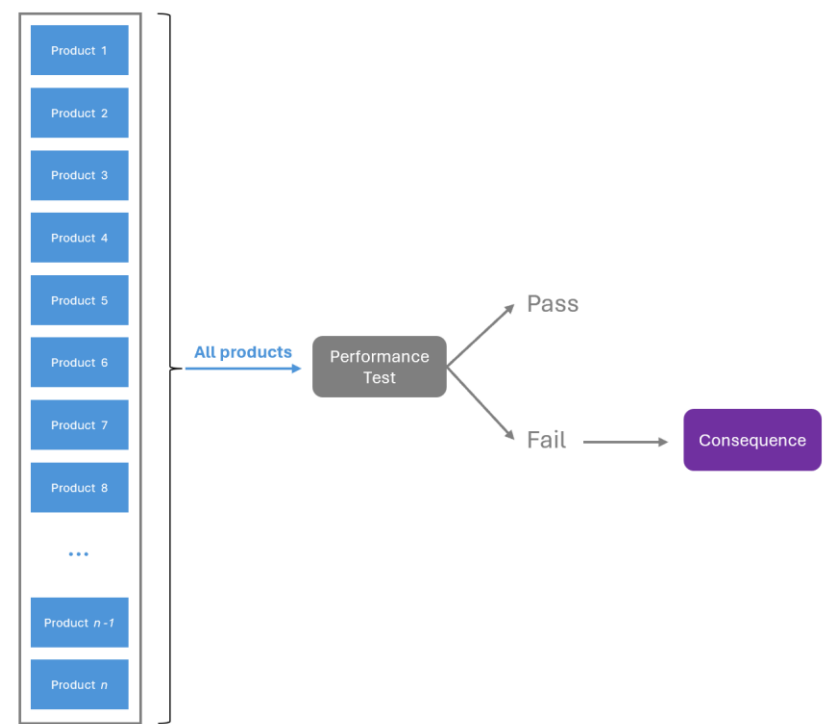 Product 1
Product 2
Product 3
Product 4
Product 5
Product 6
Product 7
Product 8
...
Product n-1
Product n
All products
Performance
Test
Pass
Fail
Consequence